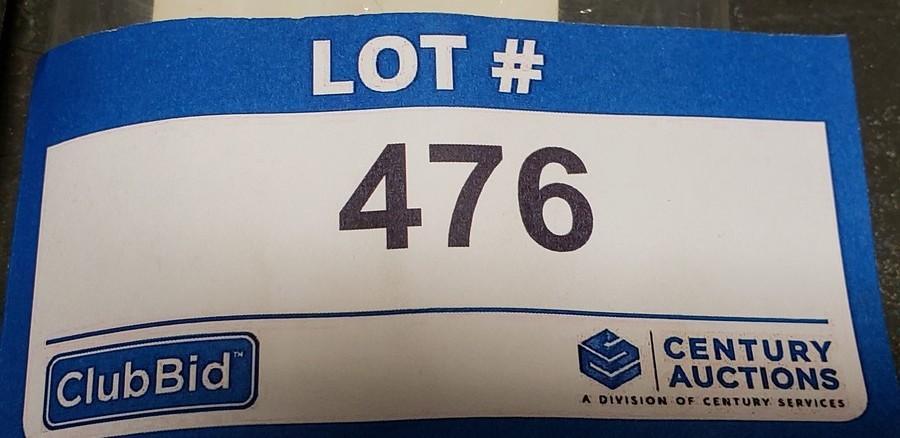 LOT #
476
ClubBid™
CENTURY
AUCTIONS
A DIVISION OF CENTURY SERVICES